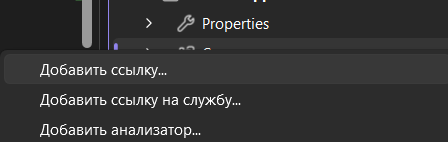 Properties
Добавить ссылку...
Добавить ссылку на службу...
Добавить анализатор...